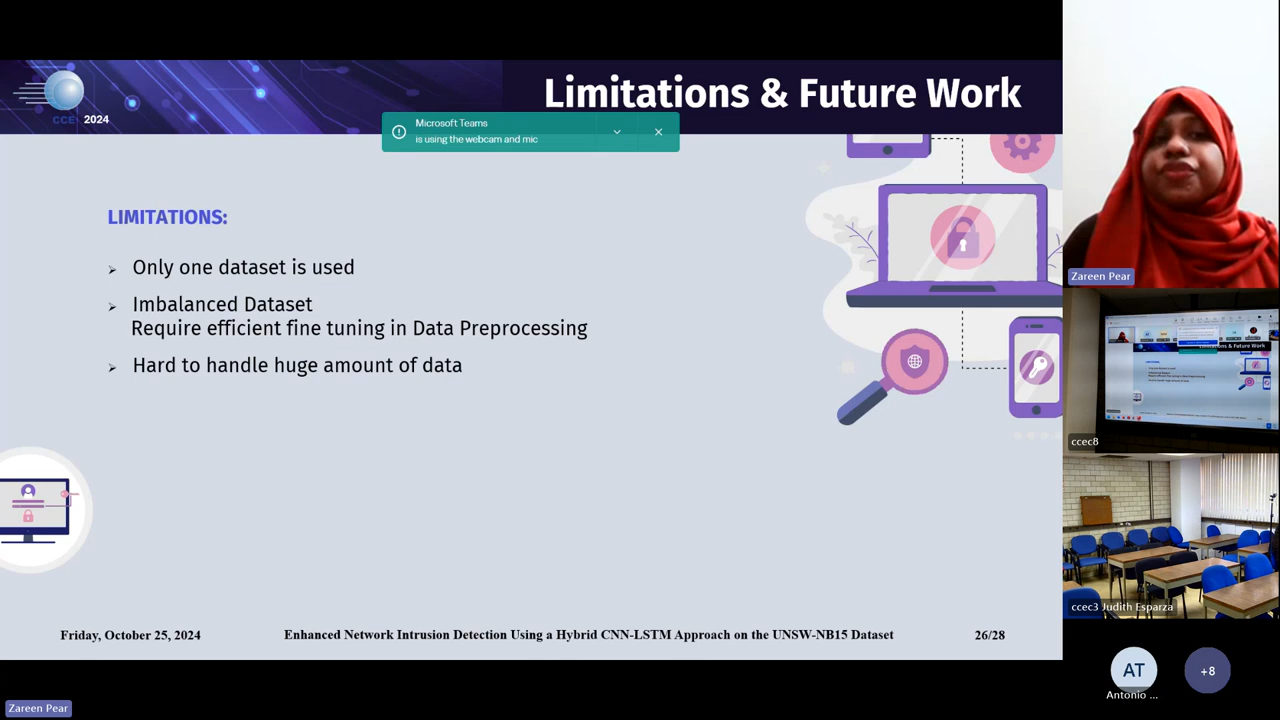 Limitations & Future Work
CCE 2024
Microsoft Teams
is using the webcam and mic
LIMITATIONS:
Only one dataset is used
Imbalanced Dataset
Require efficient fine tuning in Data Preprocessing
Hard to handle huge amount of data
Friday, October 25, 2024
Enhanced Network Intrusion Detection Using a Hybrid CNN-LSTM Approach on the UNSW-NB15 Dataset
26/28
Zareen Pear
Zareen Pear
Limitations & Future Work
ccec8
ccec3 Judith Esparza
AT
+8
Antonio ...